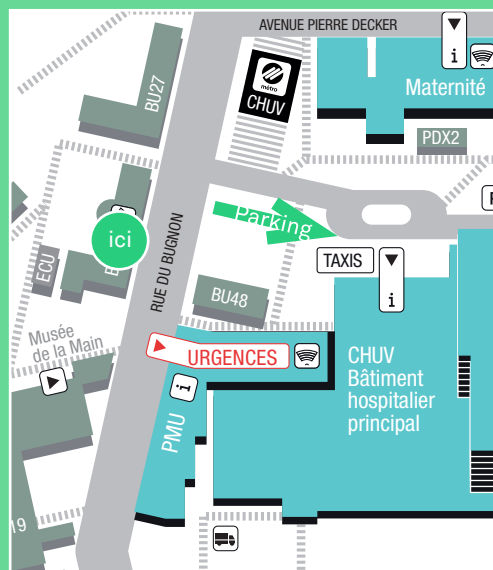 AVENUE PIERRE DECKER
i
Maternité
BU27
métro
CHUV
PDX2
Parking
ici
ECU
RUE DU BUGNON
TAXIS
i
BU48
Musée
de la Main
URGENCES
i
PMU
CHUV
Bâtiment
hospitalier
principal
19